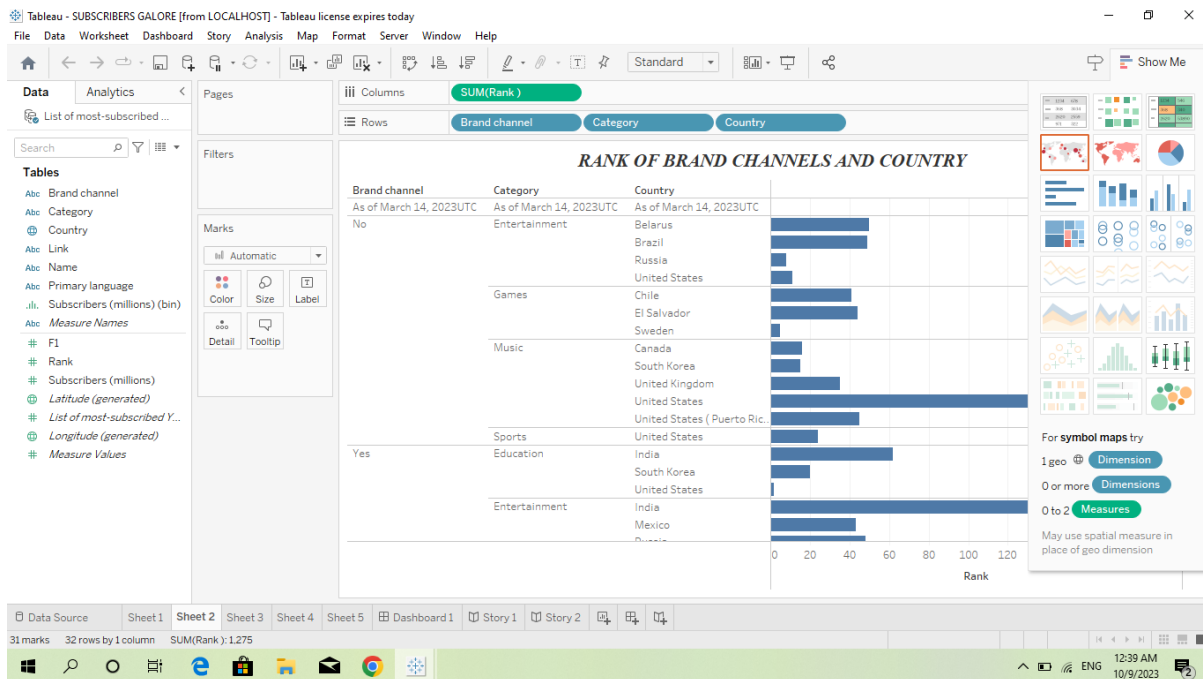 Tableau - SUBSCRIBERS GALORE [from LOCALHOST] - Tableau license expires today
File Data Worksheet Dashboard Story Analysis Map Format Server Window Help
Standard
Show Me
Data Analytics
List of most-subscribed ...
Search
Tables
Abc Brand channel
Abc Category
Country
Abc Link
Abc Name
Abc Primary language
Subscribers (millions) (bin)
Abc Measure Names
# F1
# Rank
# Subscribers (millions)
Latitude (generated)
# List of most-subscribed Y...
Longitude (generated)
# Measure Values
Pages
Filters
Marks
Automatic
Color Size Label
Detail Tooltip
Columns SUM(Rank )
Rows Brand channel Category Country
RANK OF BRAND CHANNELS AND COUNTRY
Brand channel Category Country
As of March 14, 2023UTC As of March 14, 2023UTC As of March 14, 2023UTC
No Entertainment Belarus
Brazil
Russia
United States
Games Chile
El Salvador
Sweden
Music Canada
South Korea
United Kingdom
United States
United States ( Puerto Ric..
Sports United States
Yes Education India
South Korea
United States
Entertainment India
Mexico
Russia
0 20 40 60 80 100 120
Rank
For symbol maps try
1 geo Dimension
0 or more Dimensions
0 to 2 Measures
May use spatial measure in
place of geo dimension
Data Source Sheet 1 Sheet 2 Sheet 3 Sheet 4 Sheet 5 Dashboard 1 Story 1 Story 2
31 marks 32 rows by 1 column SUM(Rank ): 1,275
ENG
12:39 AM
10/9/2023
2